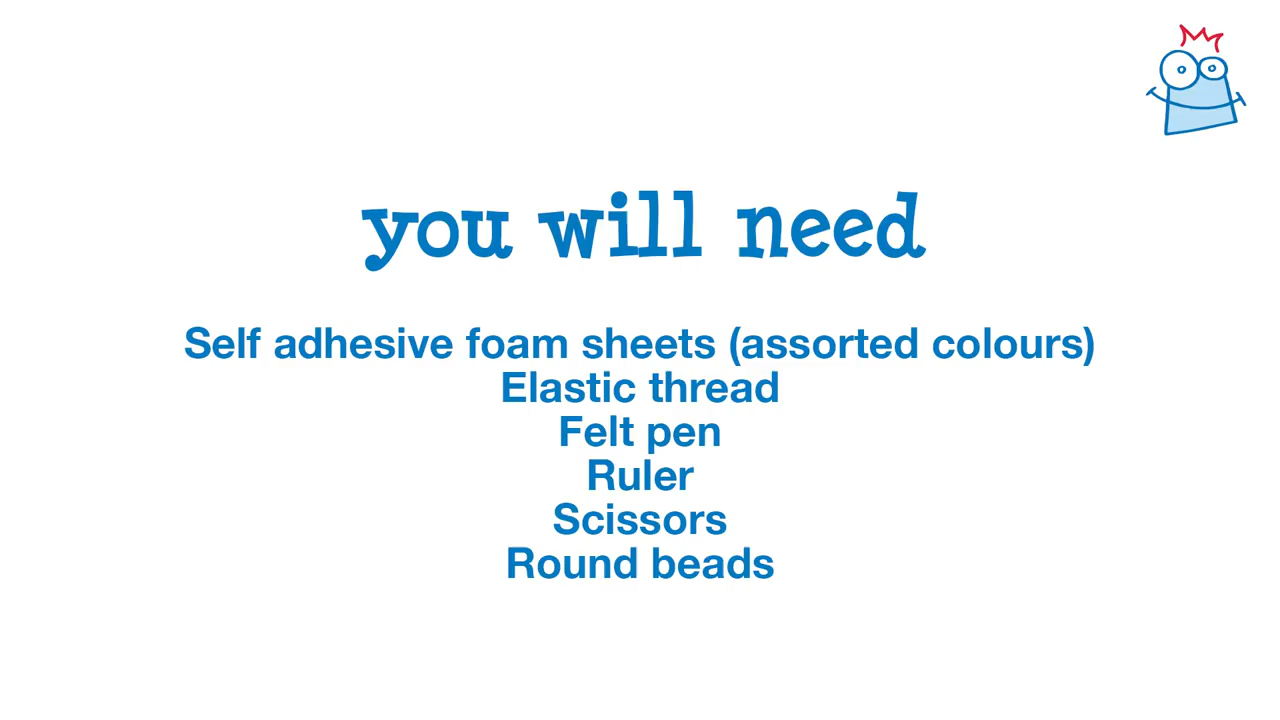 you will need
Self adhesive foam sheets (assorted colours)
Elastic thread
Felt pen
Ruler
Scissors
Round beads